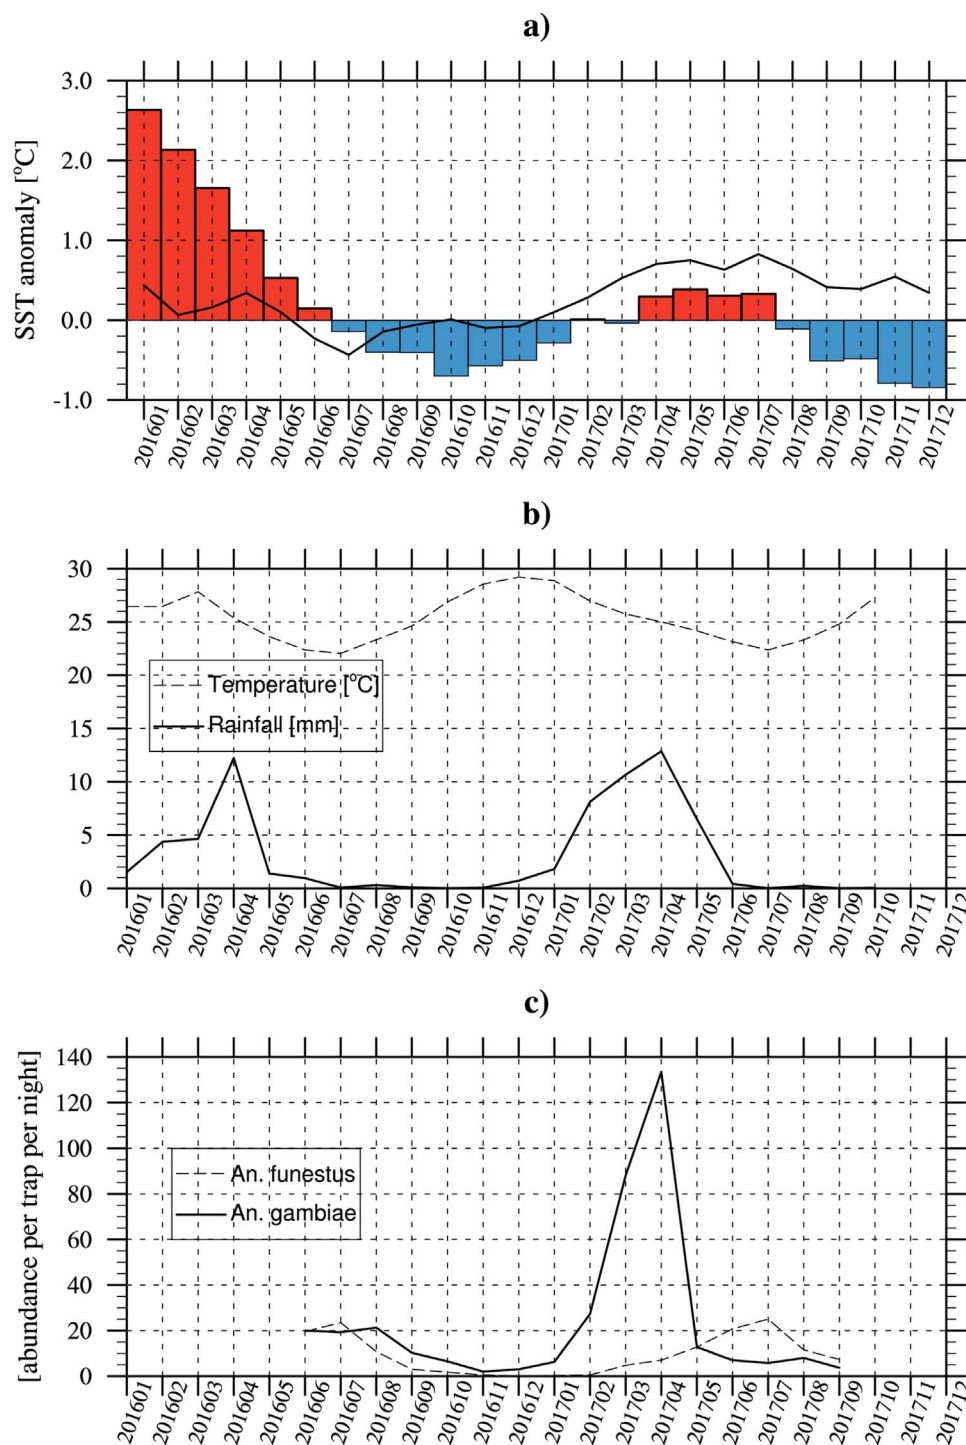 a)
SST anomaly [°C]
3.0
2.0
1.0
0.0
-1.0
201601 201602 201603 201604 201605 201606 201607 201608 201609 201610 201611 201612 201701 201702 201703 201704 201705 201706 201707 201708 201709 201710 201711 201712
b)
30
25
20
15
10
5
0
Temperature [°C]
Rainfall [mm]
201601 201602 201603 201604 201605 201606 201607 201608 201609 201610 201611 201612 201701 201702 201703 201704 201705 201706 201707 201708 201709 201710 201711 201712
c)
[abundance per trap per night]
140
120
100
80
60
40
20
0
An. funestus
An. gambiae
201601 201602 201603 201604 201605 201606 201607 201608 201609 201610 201611 201612 201701 201702 201703 201704 201705 201706 201707 201708 201709 201710 201711 201712